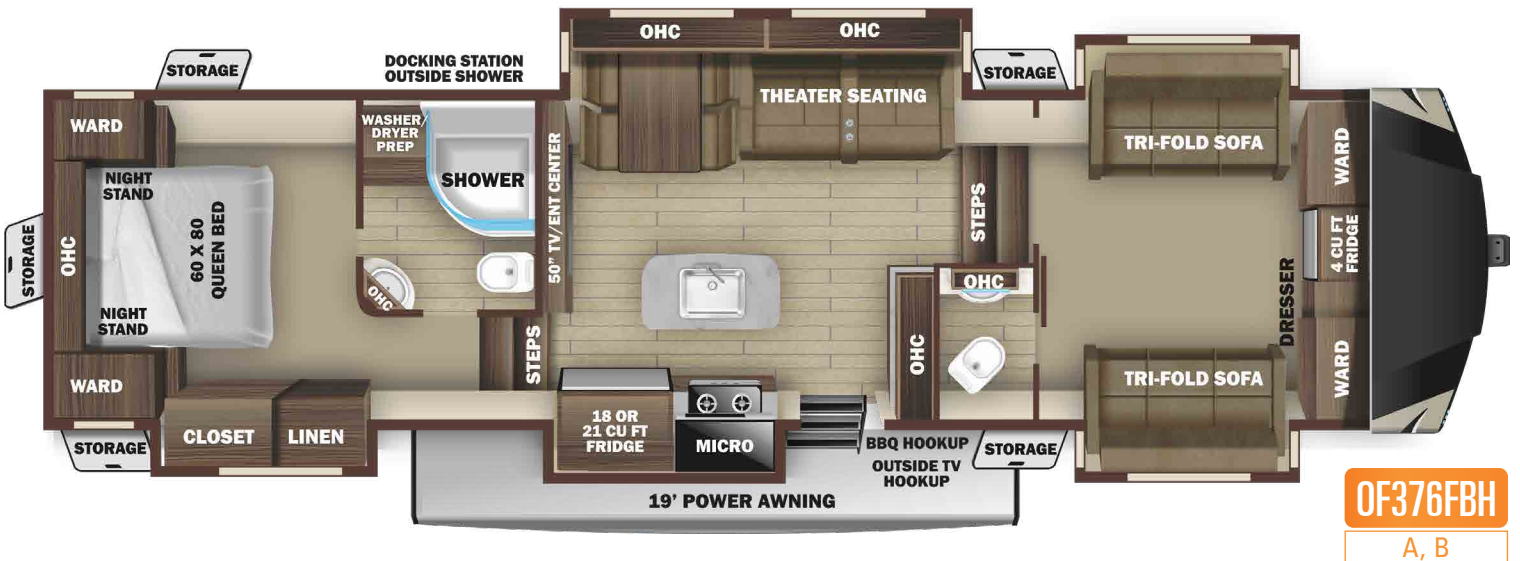 OHC
OHC
STORAGE
DOCKING STATION
OUTSIDE SHOWER
STORAGE
THEATER SEATING
WARD
WASHER/
DRYER
PREP
TRI-FOLD SOFA
WARD
NIGHT
STAND
SHOWER
50” TV/ENT CENTER
STEPS
STORAGE
OHC
60 X 80
QUEEN BED
4 CU FT
FRIDGE
OHC
OHC
NIGHT
STAND
DRESSER
STEPS
OHC
WARD
WARD
TRI-FOLD SOFA
18 OR
21 CU FT
FRIDGE
MICRO
CLOSET
LINEN
STORAGE
BBQ HOOKUP
OUTSIDE TV
HOOKUP
STORAGE
19’ POWER AWNING
OF376FBH
A, B